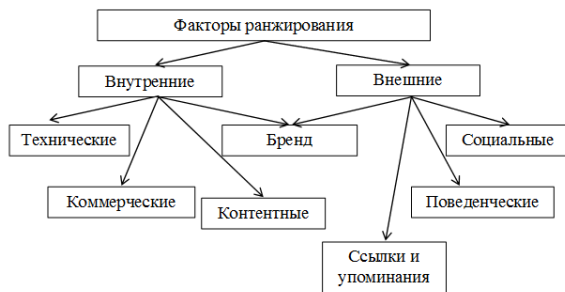 Факторы ранжирования
Внутренние
Внешние
Технические
Бренд
Социальные
Коммерческие
Контентные
Поведенческие
Ссылки и
упоминания